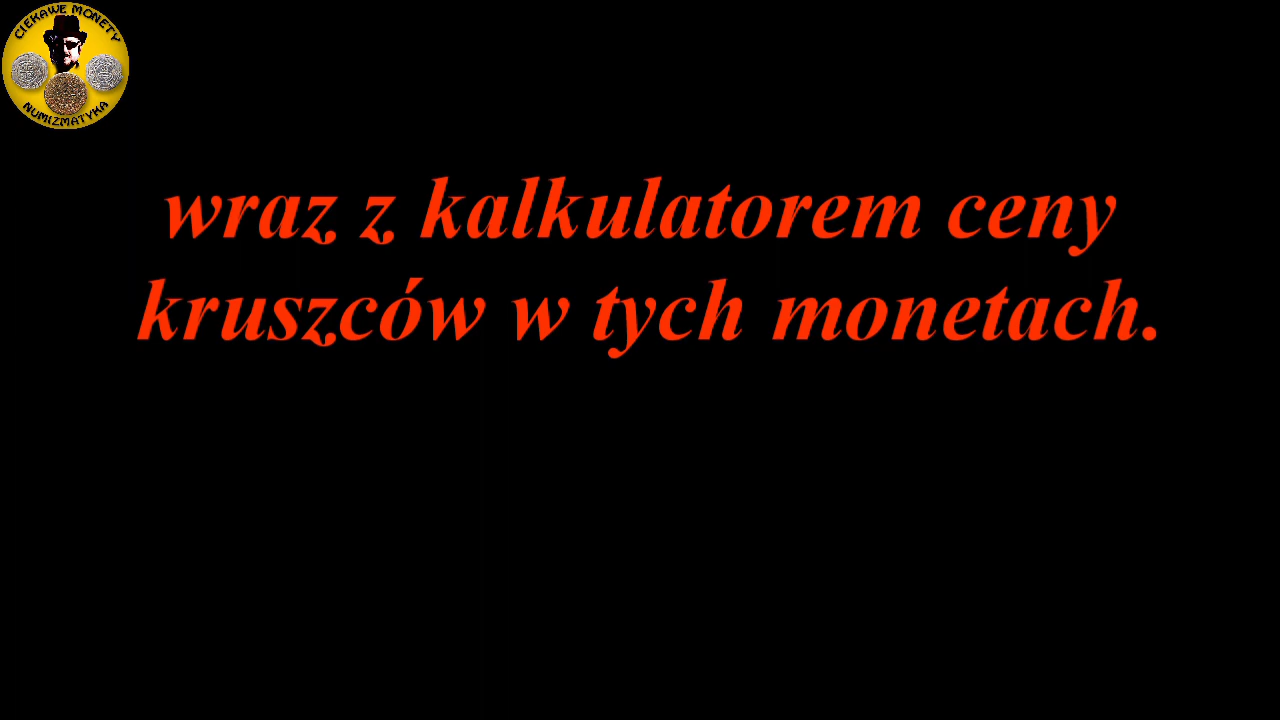 CIEKAWE MONETY
NUMIZMATYKA
wraz z kalkulatorem ceny
kruszców w tych monetach.